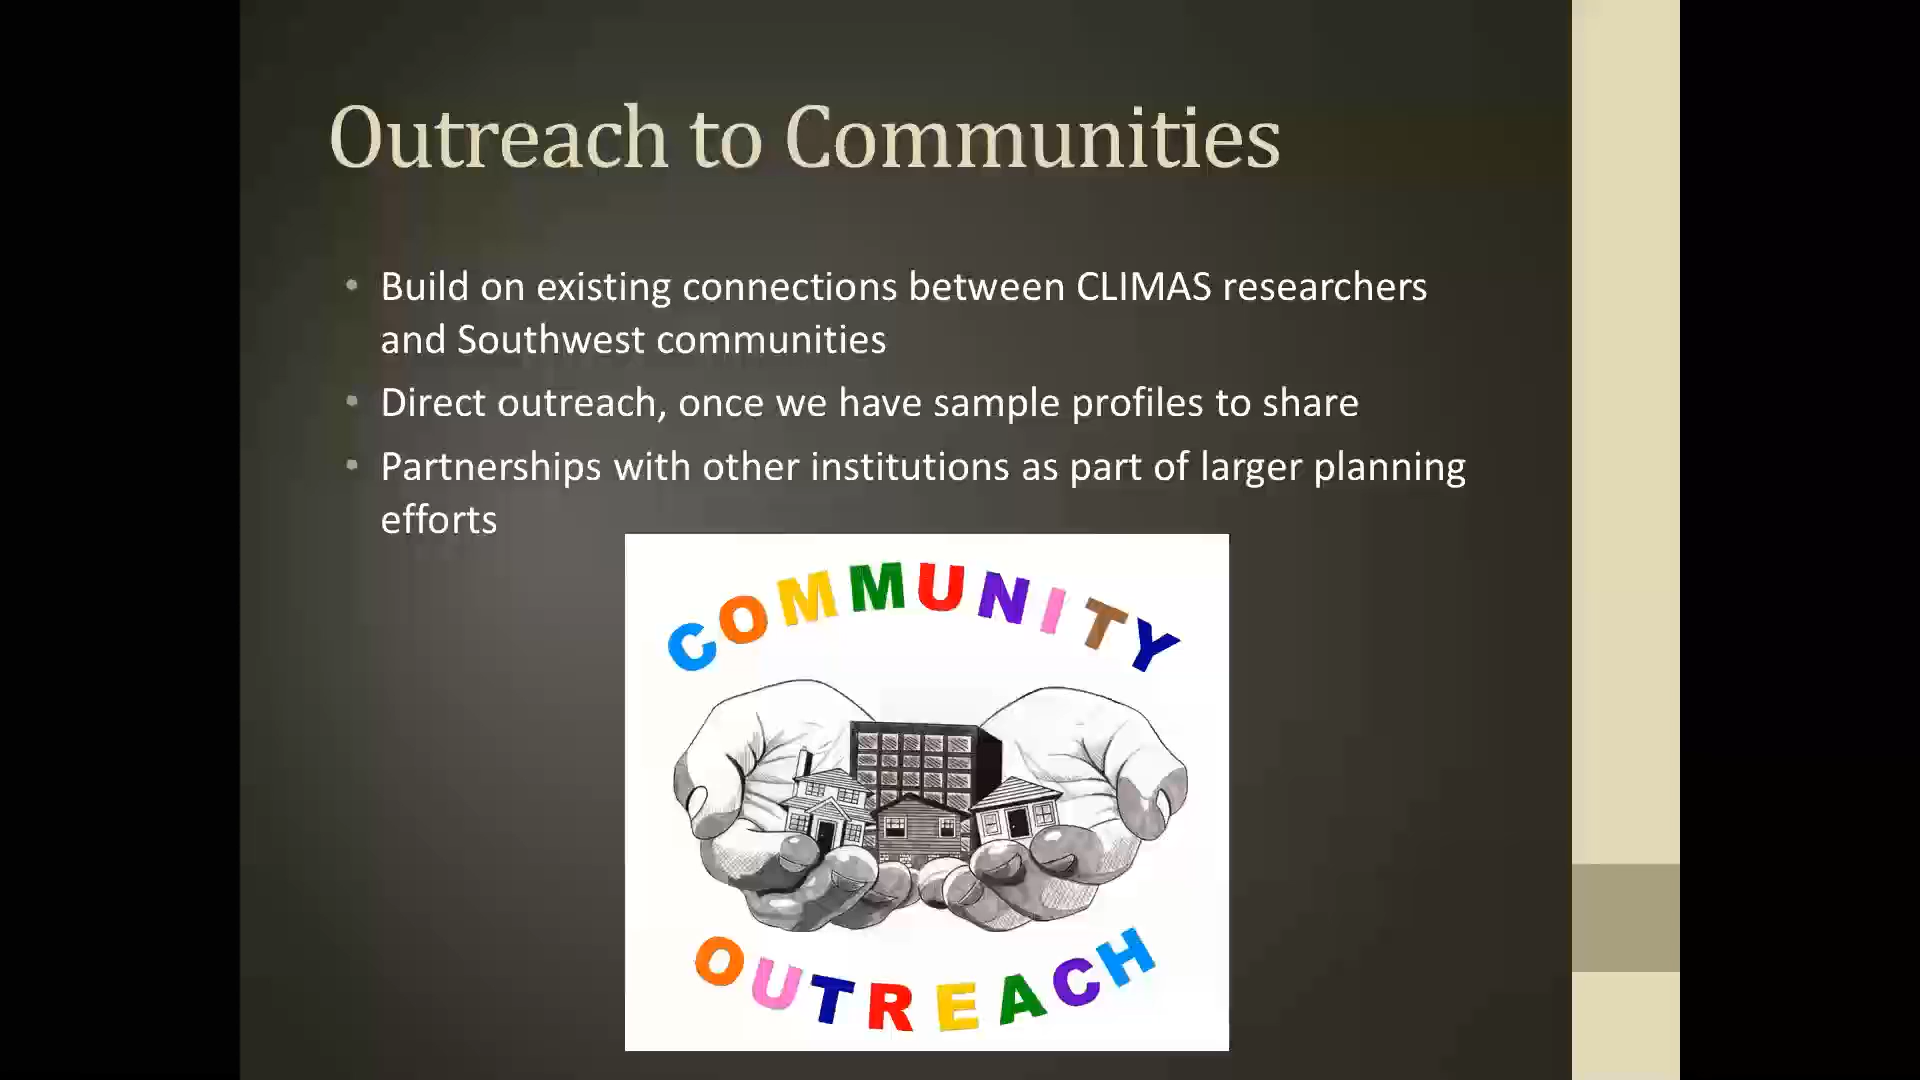 Outreach to Communities
• Build on existing connections between CLIMAS researchers
and Southwest communities
• Direct outreach, once we have sample profiles to share
• Partnerships with other institutions as part of larger planning
efforts
COMMUNITY
OUTREACH